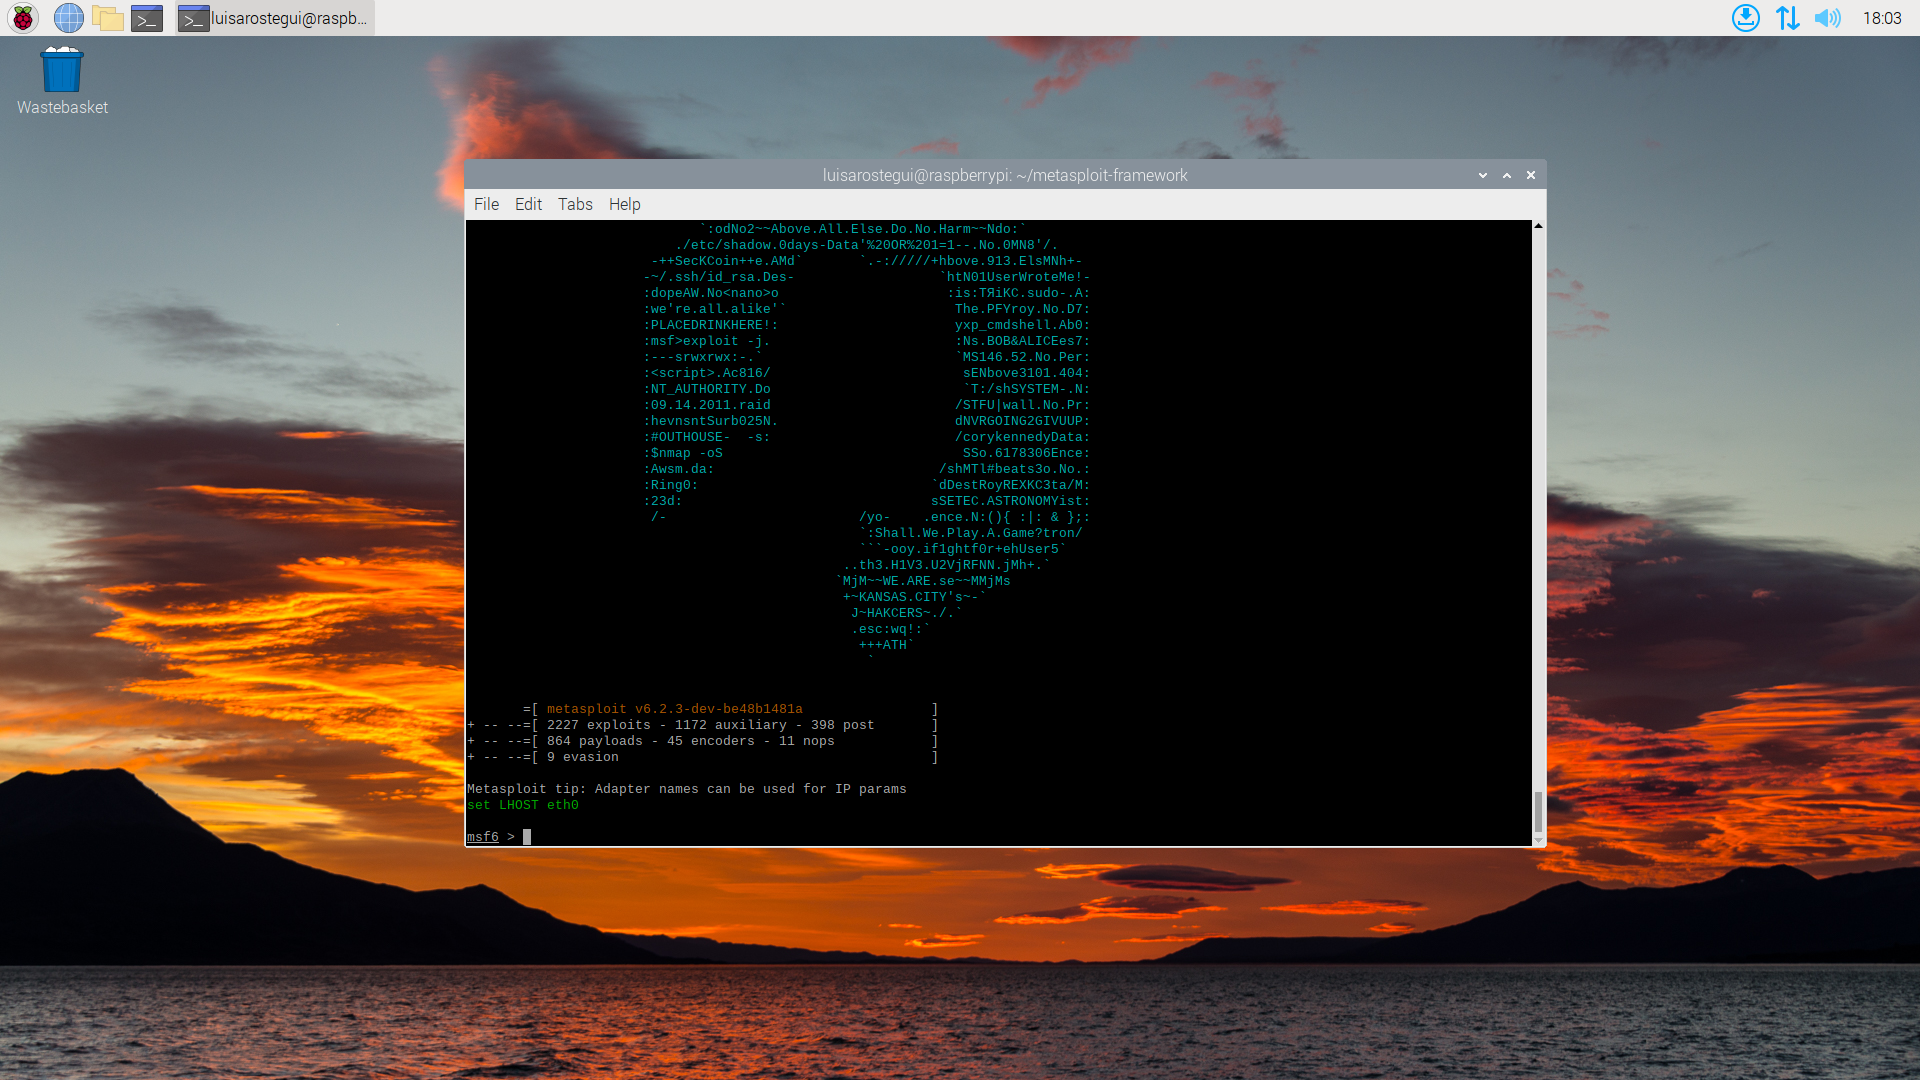 luisarostegui@raspb...
18:03
Wastebasket
luisarostegui@raspberrypi: ~/metasploit-framework
File Edit Tabs Help
`:odNo2~~Above.All.Else.Do.No.Harm~~Ndo:`
./etc/shadow.0days-Data'%20OR%201=1--.No.0MN8'/.
-++SecKCoin++e.AMd` `.-://///+hbove.913.ElsMNh+-
-~/.ssh/id_rsa.Des- `htN01UserWroteMe!-
:dopeAW.No<nano>o :is:TЯiKC.sudo-.A:
:we're.all.alike'` The.PFYroy.No.D7:
:PLACEDRINKHERE!: yxp_cmdshell.Ab0:
:msf>exploit -j. :Ns.BOB&ALICEes7:
:---srwxrwx:-.` `MS146.52.No.Per:
:<script>.Ac816/ sENbove3101.404:
:NT_AUTHORITY.Do `T:/shSYSTEM-.N:
:09.14.2011.raid /STFU|wall.No.Pr:
:hevnsntSurb025N. dNVRGOING2GIVUUP:
:#OUTHOUSE-  -s: /corykennedyData:
:$nmap -oS SSo.6178306Ence:
:Awsm.da: /shMTl#beats3o.No.:
:Ring0: `dDestRoyREXKC3ta/M:
:23d: sSETEC.ASTRONOMYist:
/- /yo-    .ence.N:(){ :|: & };:
`:Shall.We.Play.A.Game?tron/
```-ooy.if1ghtf0r+ehUser5`
..th3.H1V3.U2VjRFNN.jMh+.`
`MjM~~WE.ARE.se~~MMjMs
+~KANSAS.CITY's~-`
J~HAKCERS~./.`
.esc:wq!:`
+++ATH`
`
=[ metasploit v6.2.3-dev-be48b1481a ]
+ -- --=[ 2227 exploits - 1172 auxiliary - 398 post ]
+ -- --=[ 864 payloads - 45 encoders - 11 nops ]
+ -- --=[ 9 evasion ]
Metasploit tip: Adapter names can be used for IP params
set LHOST eth0
msf6 >